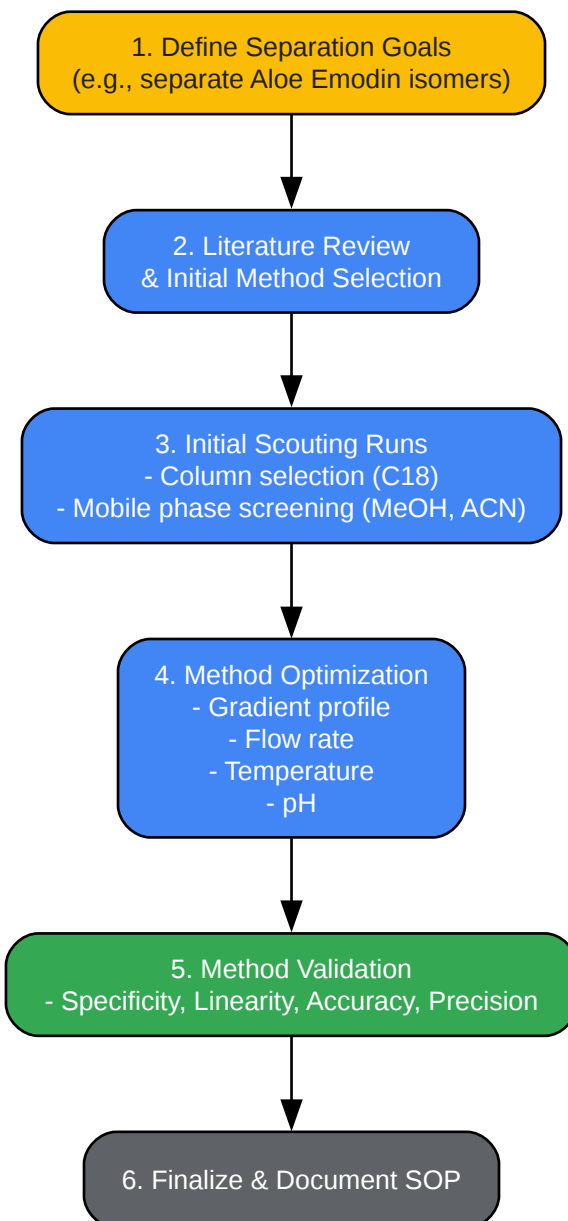 1. Define Separation Goals
(e.g., separate Aloe Emodin isomers)
2. Literature Review
& Initial Method Selection
3. Initial Scouting Runs
- Column selection (C18)
- Mobile phase screening (MeOH, ACN)
4. Method Optimization
- Gradient profile
- Flow rate
- Temperature
- pH
5. Method Validation
- Specificity, Linearity, Accuracy, Precision
6. Finalize & Document SOP